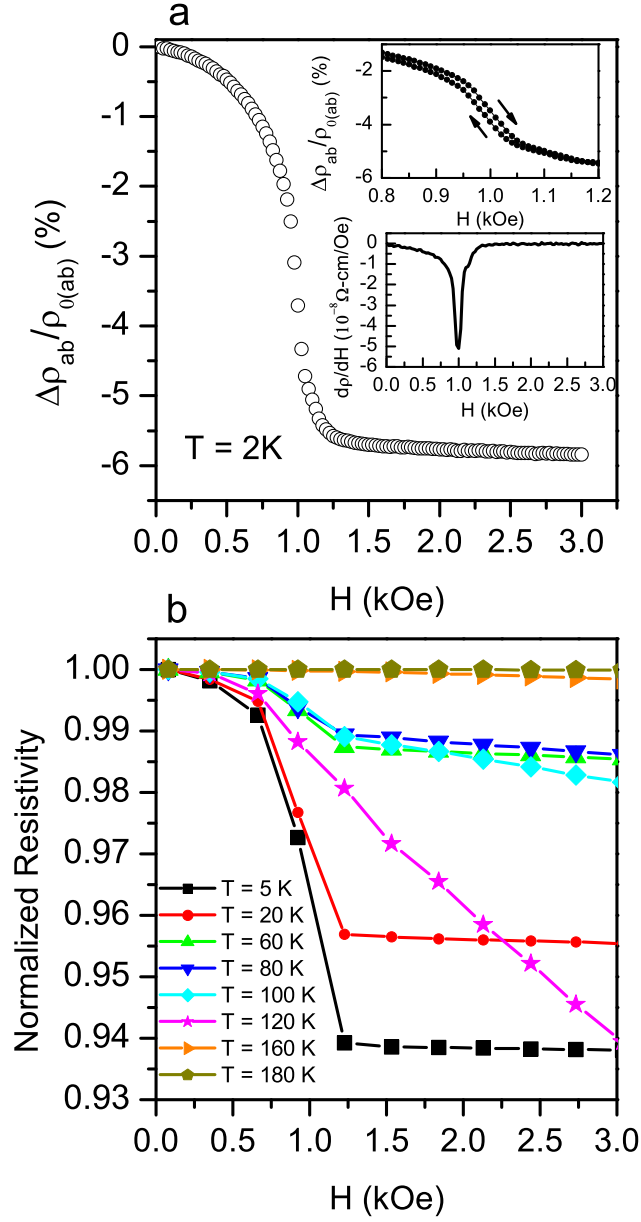 a
Δρab/ρ0(ab) (%)
0
-1
-2
-3
-4
-5
-6
0.0 0.5 1.0 1.5 2.0 2.5 3.0
H (kOe)
T = 2K
Δρab/ρ0(ab) (%)
-2
-4
-6
0.8 0.9 1.0 1.1 1.2
H (kOe)
dρ/dH (10-8Ω-cm/Oe)
0
-1
-2
-3
-4
-5
-6
0.0 0.5 1.0 1.5 2.0 2.5 3.0
H (kOe)
b
Normalized Resistivity
1.00
0.99
0.98
0.97
0.96
0.95
0.94
0.93
T = 5 K
T = 20 K
T = 60 K
T = 80 K
T = 100 K
T = 120 K
T = 160 K
T = 180 K
0.0 0.5 1.0 1.5 2.0 2.5 3.0
H (kOe)